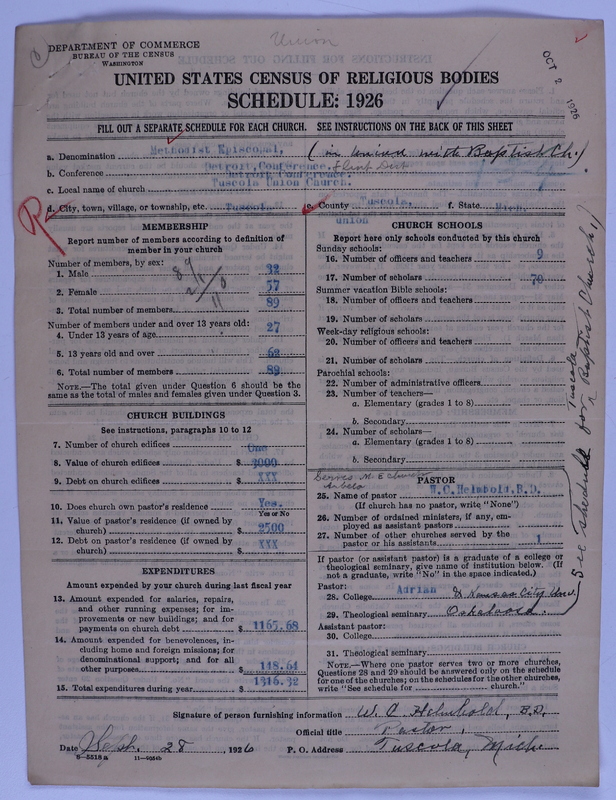 Union
DEPARTMENT OF COMMERCE
BUREAU OF THE CENSUS
WASHINGTON
OCT 2 1926
UNITED STATES CENSUS OF RELIGIOUS BODIES
SCHEDULE: 1926
FILL OUT A SEPARATE SCHEDULE FOR EACH CHURCH. SEE INSTRUCTIONS ON THE BACK OF THIS SHEET
a. Denomination Methodist Episcopal, (in union with Baptist Ch.)
b. Conference Detroit Conference. Flint Dist
c. Local name of church Tuscola Union Church.
d. City, town, village, or township, etc. Tuscola e. County Tuscola, f. State Mich.
R
union
MEMBERSHIP
Report number of members according to definition of
member in your church
Number of members, by sex:
1. Male 32
2. Female 57
3. Total number of members 89
Number of members under and over 13 years old:
4. Under 13 years of age 27
5. 13 years old and over 62
6. Total number of members 89
NOTE.—The total given under Question 6 should be the
same as the total of males and females given under Question 3.
CHURCH BUILDINGS
See instructions, paragraphs 10 to 12
7. Number of church edifices One
8. Value of church edifices $ 3000
9. Debt on church edifices $ XXX
10. Does church own pastor's residence? Yes.
Yes or No
11. Value of pastor's residence (if owned by
church) $ 2500
12. Debt on pastor's residence (if owned by
church) $ XXX
EXPENDITURES
Amount expended by your church during last fiscal year
13. Amount expended for salaries, repairs,
and other running expenses; for im-
provements or new buildings; and for
payments on church debt $ 1165.68
14. Amount expended for benevolences, in-
cluding home and foreign missions; for
denominational support; and for all
other purposes $ 148.64
15. Total expenditures during year $ 1316.32
CHURCH SCHOOLS
Report here only schools conducted by this church
Sunday schools:
16. Number of officers and teachers 9
17. Number of scholars 70
Summer vacation Bible schools:
18. Number of officers and teachers
19. Number of scholars
Week-day religious schools:
20. Number of officers and teachers
21. Number of scholars
Parochial schools:
22. Number of administrative officers
23. Number of teachers—
a. Elementary (grades 1 to 8)
b. Secondary
24. Number of scholars—
a. Elementary (grades 1 to 8)
b. Secondary
Serves M. E. Church
Arbela
PASTOR
25. Name of pastor W.C.Helmbold,B.D.
(If church has no pastor, write "None")
26. Number of ordained ministers, if any, em-
ployed as assistant pastors
27. Number of other churches served by the
pastor or his assistants 1
If pastor (or assistant pastor) is a graduate of a college or
theological seminary, give name of institution below. (If
not a graduate, write "No" in the space indicated.)
Pastor:
28. College Adrian & Kansas City Univ.
29. Theological seminary
Assistant pastor:
30. College
31. Theological seminary
NOTE.—Where one pastor serves two or more churches,
Questions 28 and 29 should be answered only on the schedule
for one of the churches; on the schedules for the other churches,
write "See schedule for church."
See schedule for Tuscola Baptist Church
Signature of person furnishing information W. C. Helmbold, B.D.
Official title Pastor,
Date Sept. 28 , 1926 P. O. Address Tuscola, Mich.
8—5518a 11—9054b